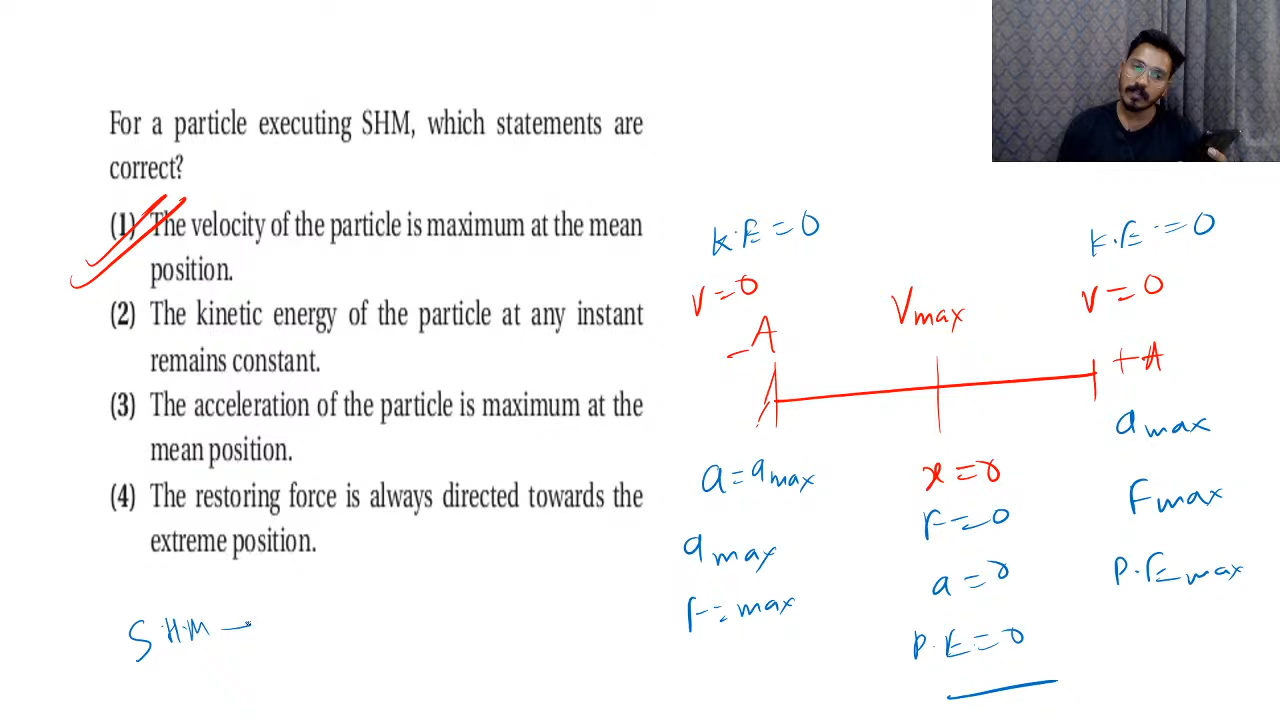 For a particle executing SHM, which statements are
correct?
(1) The velocity of the particle is maximum at the mean
position.
(2) The kinetic energy of the particle at any instant
remains constant.
(3) The acceleration of the particle is maximum at the
mean position.
(4) The restoring force is always directed towards the
extreme position.
SHM →
K.E = 0
K.E = 0
v = 0
Vmax
v = 0
-A
+A
a = amax
x = 0
amax
amax
F = 0
Fmax
F = max
a = 0
P.E max
P.E = 0